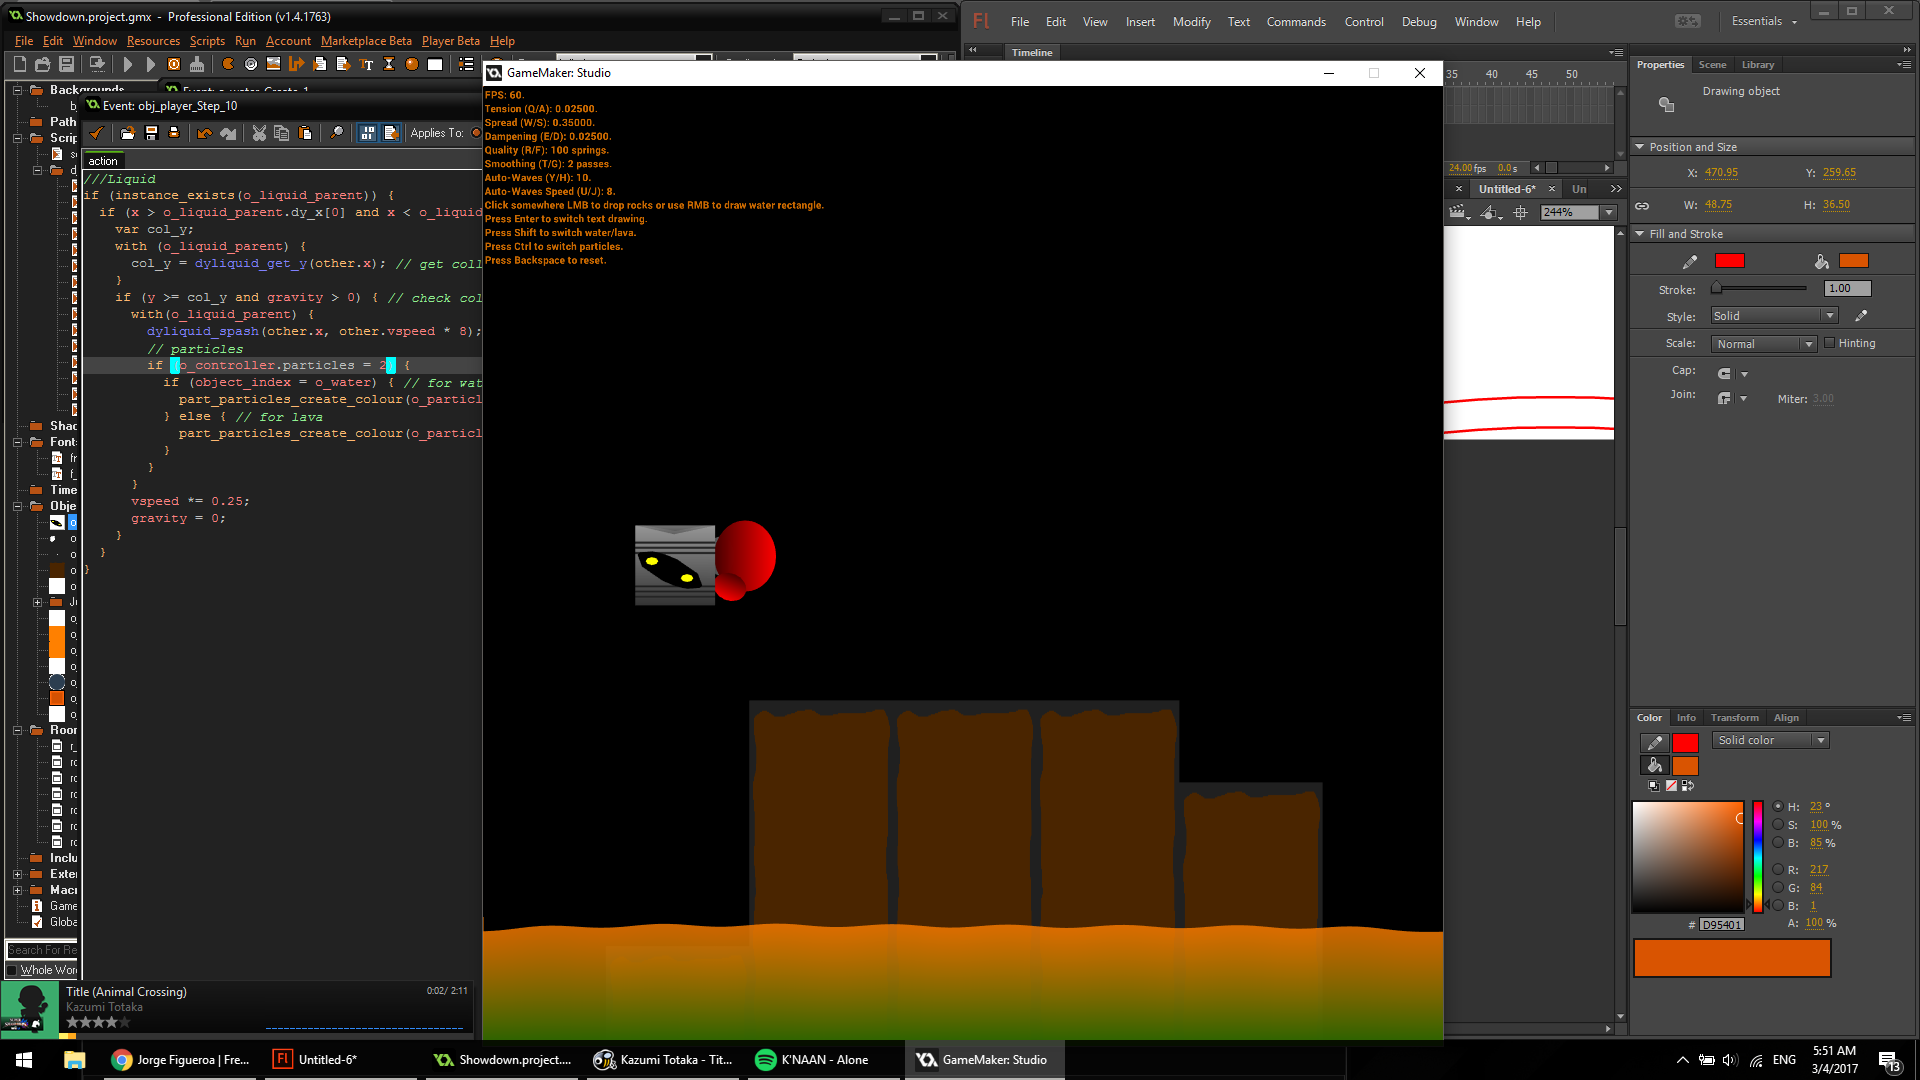 Showdown.project.gmx - Professional Edition (v1.4.1763)
File Edit Window Resources Scripts Run Account Marketplace Beta Player Beta Help
Backgrounds
Event: obj_player_Step_10
Applies To:
action
///Liquid
if (instance_exists(o_liquid_parent)) {
if (x > o_liquid_parent.dy_x[0] and x < o_liquid
var col_y;
with (o_liquid_parent) {
col_y = dyliquid_get_y(other.x); // get coll
}
if (y >= col_y and gravity > 0) { // check col
with(o_liquid_parent) {
dyliquid_spash(other.x, other.vspeed * 8);
// particles
if (o_controller.particles = 2) {
if (object_index = o_water) { // for wat
part_particles_create_colour(o_particl
} else { // for lava
part_particles_create_colour(o_particl
}
}
}
vspeed *= 0.25;
gravity = 0;
}
}
}
Path
Scrip
Shac
Fonts
Time
Obje
Roor
Inclu
Exter
Macr
Game
Globa
Search For Re
Whole Word
Title (Animal Crossing)
0:02/ 2:11
Kazumi Totaka
GameMaker: Studio
FPS: 60.
Tension (Q/A): 0.02500.
Spread (W/S): 0.35000.
Dampening (E/D): 0.02500.
Quality (R/F): 100 springs.
Smoothing (T/G): 2 passes.
Auto-Waves (Y/H): 10.
Auto-Waves Speed (U/J): 8.
Click somewhere LMB to drop rocks or use RMB to draw water rectangle.
Press Enter to switch text drawing.
Press Shift to switch water/lava.
Press Ctrl to switch particles.
Press Backspace to reset.
Fl File Edit View Insert Modify Text Commands Control Debug Window Help
Essentials
Timeline
35 40 45 50
24.00 fps 0.0 s
Untitled-6* Un
244%
Properties Scene Library
Drawing object
Position and Size
X: 470.95 Y: 259.65
W: 48.75 H: 36.50
Fill and Stroke
Stroke: 1.00
Style: Solid
Scale: Normal Hinting
Cap:
Join: Miter: 3.00
Color Info Transform Align
Solid color
H: 23 °
S: 100 %
B: 85 %
R: 217
G: 84
B: 1
# D95401 A: 100 %
Jorge Figueroa | Fre...
Fl Untitled-6*
Showdown.project....
Kazumi Totaka - Tit...
K'NAAN - Alone
GameMaker: Studio
ENG
5:51 AM
3/4/2017
13